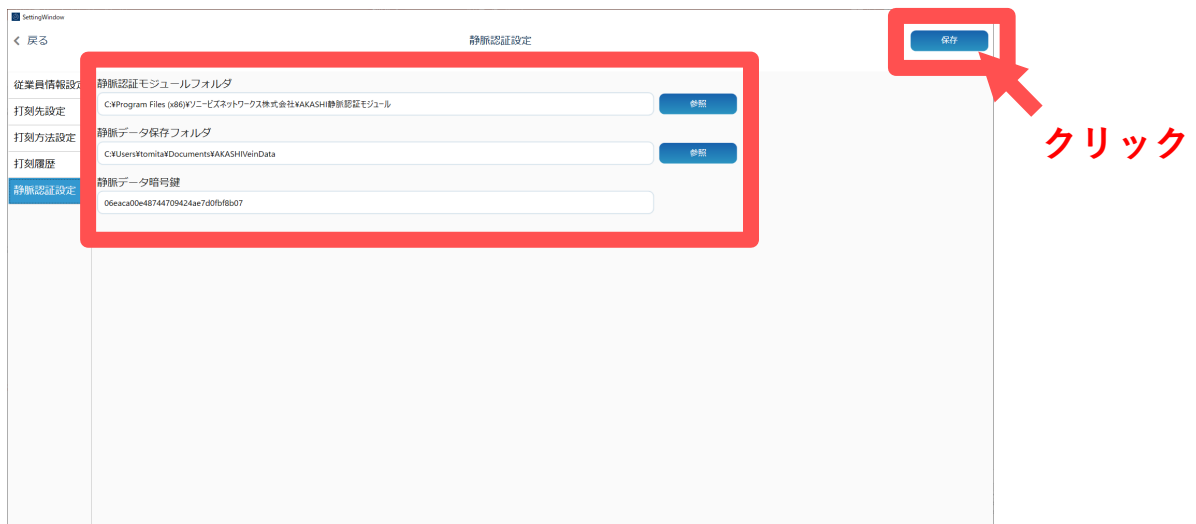 SettingWindow
戻る
静脈認証設定
保存
従業員情報設定
打刻先設定
打刻方法設定
打刻履歴
静脈認証設定
静脈認証モジュールフォルダ
C:¥Program Files (x86)¥ソニービズネットワークス株式会社¥AKASHI静脈認証モジュール
参照
静脈データ保存フォルダ
C:¥Users¥tomita¥Documents¥AKASHIVeinData
参照
静脈データ暗号鍵
06eaca00e48744709424ae7d0fbf8b07
クリック